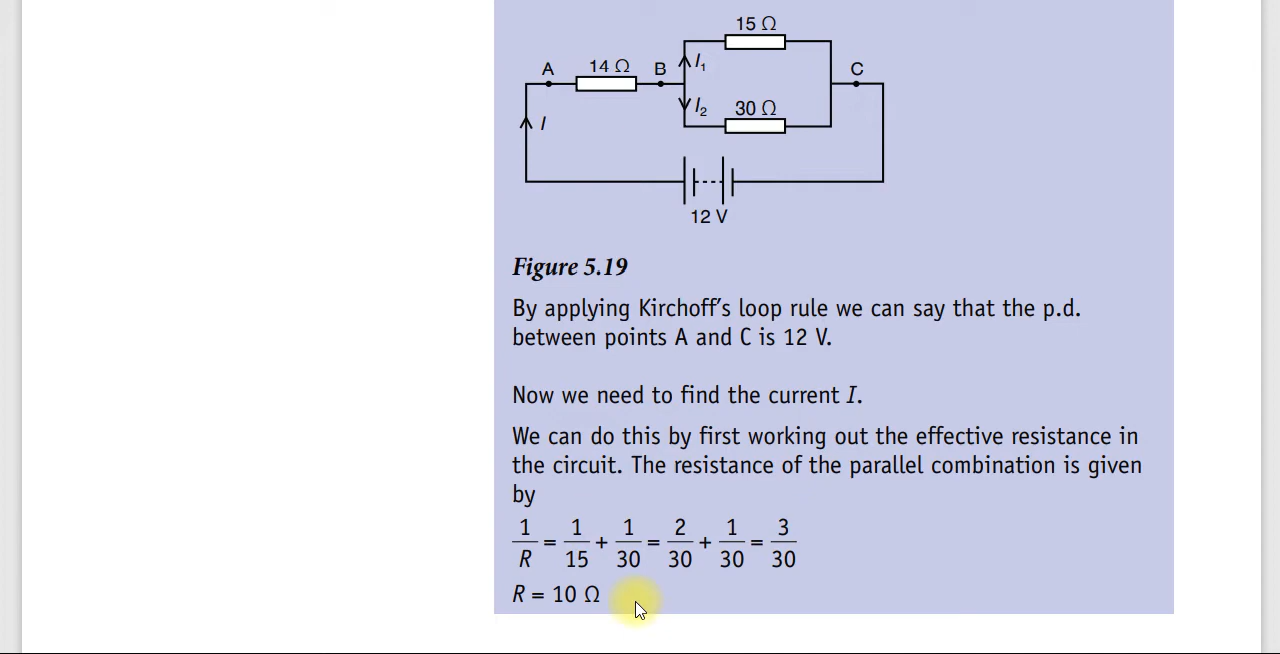 15 Ω
A 14 Ω B I₁ C
I I₂ 30 Ω
12 V
Figure 5.19
By applying Kirchoff's loop rule we can say that the p.d.
between points A and C is 12 V.
Now we need to find the current I.
We can do this by first working out the effective resistance in
the circuit. The resistance of the parallel combination is given
by
1/R = 1/15 + 1/30 = 2/30 + 1/30 = 3/30
R = 10 Ω